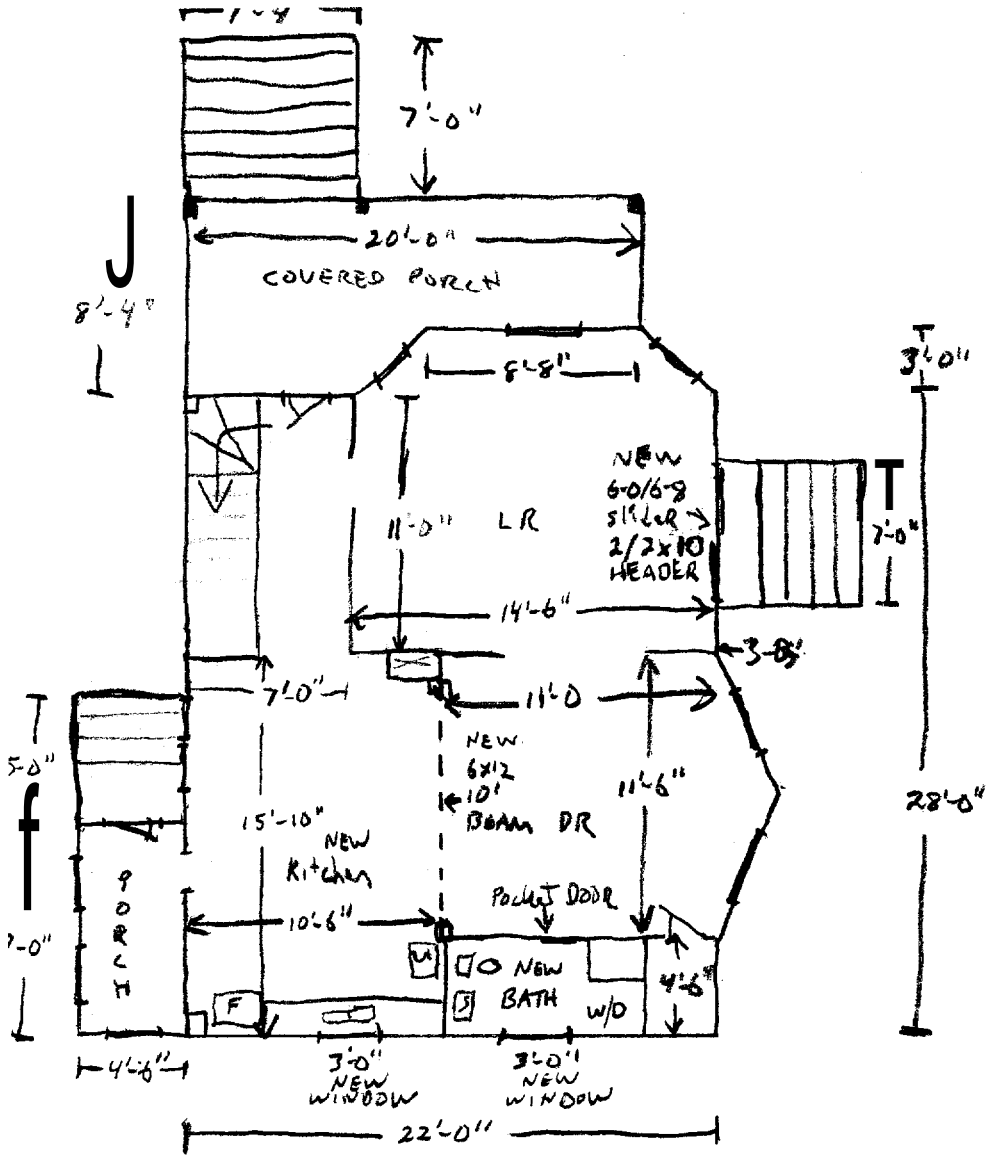 7'-8"
7'-0"
20'-0"
COVERED PORCH
8'-4"
8'-8"
3'-0"
NEW
6-0/6-8
SLIDER
2/2x10
HEADER
11'-0"
LR
7'-0"
14'-6"
7'-0"
11'-0
NEW
6x12
10'
BEAM
DR
11'-6"
5'-0"
28'-0"
15'-10"
NEW
Kitchen
PORCH
Pocket DOOR
10'-6"
4'-6"
NEW
BATH
F
S
W/D
4'-6"
3'-0"
NEW
WINDOW
3'-0"
NEW
WINDOW
22'-0"